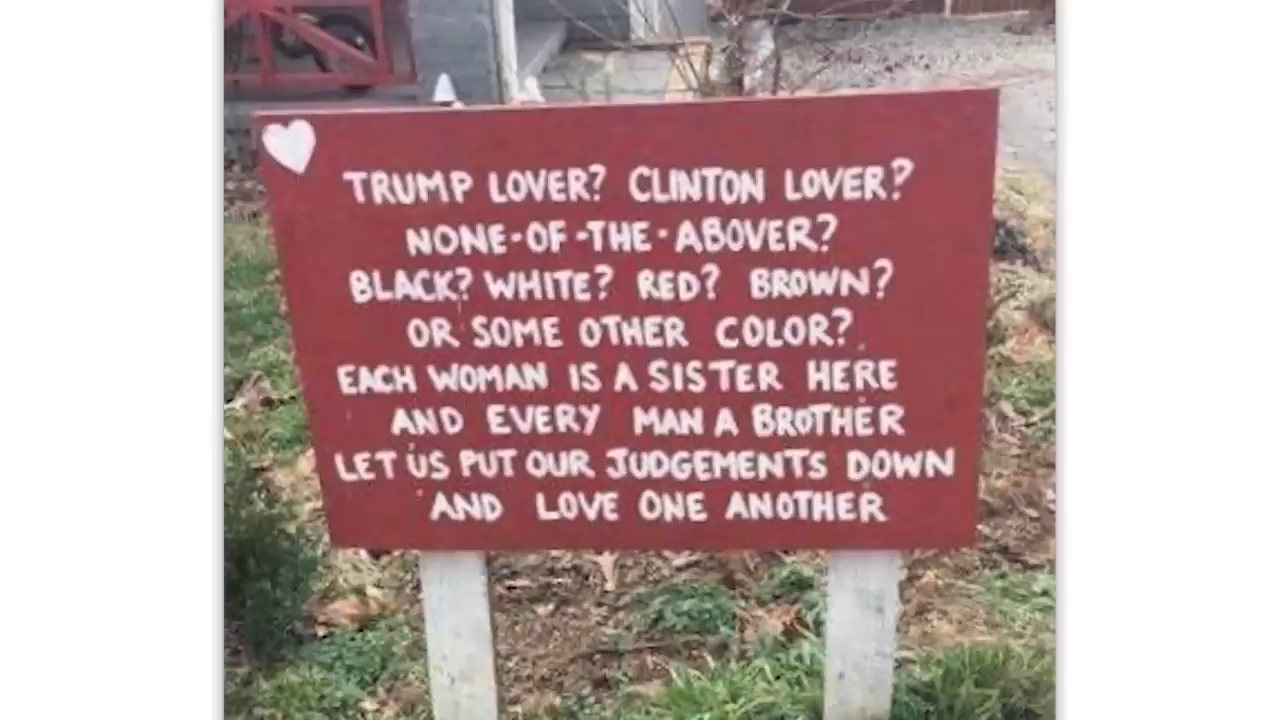 TRUMP LOVER? CLINTON LOVER?
NONE-OF-THE-ABOVER?
BLACK? WHITE? RED? BROWN?
OR SOME OTHER COLOR?
EACH WOMAN IS A SISTER HERE
AND EVERY MAN A BROTHER
LET US PUT OUR JUDGEMENTS DOWN
AND LOVE ONE ANOTHER